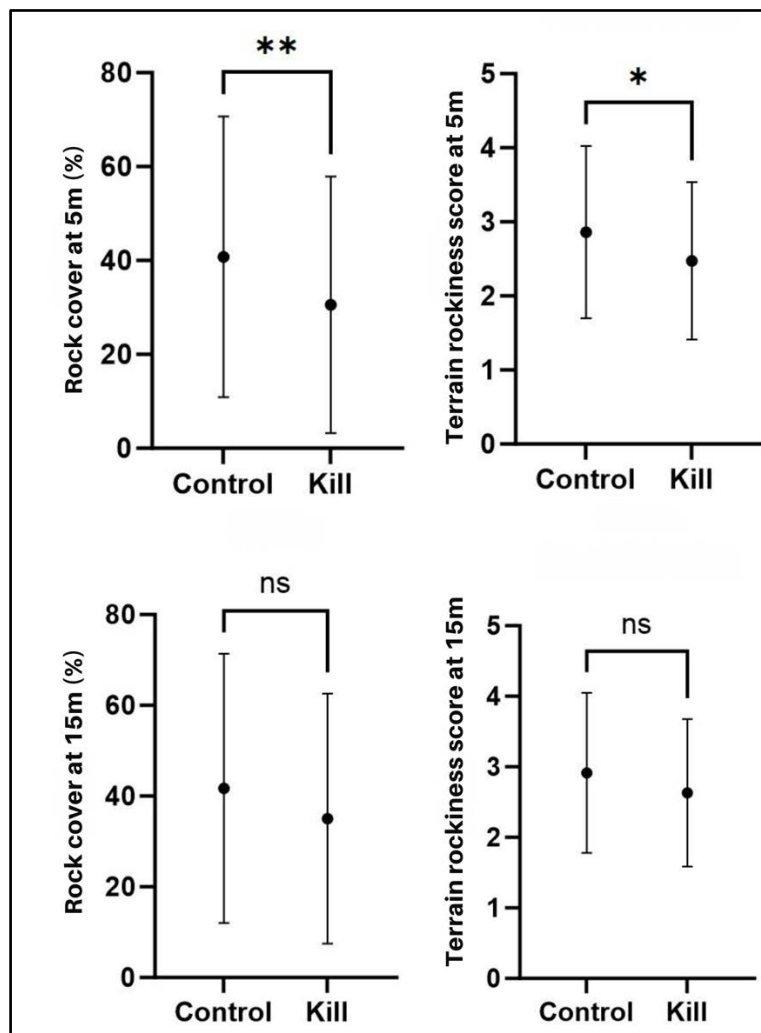 **
Rock cover at 5m (%)
80
60
40
20
0
Control Kill
*
Terrain rockiness score at 5m
5
4
3
2
1
0
Control Kill
ns
Rock cover at 15m (%)
80
60
40
20
0
Control Kill
ns
Terrain rockiness score at 15m
5
4
3
2
1
0
Control Kill